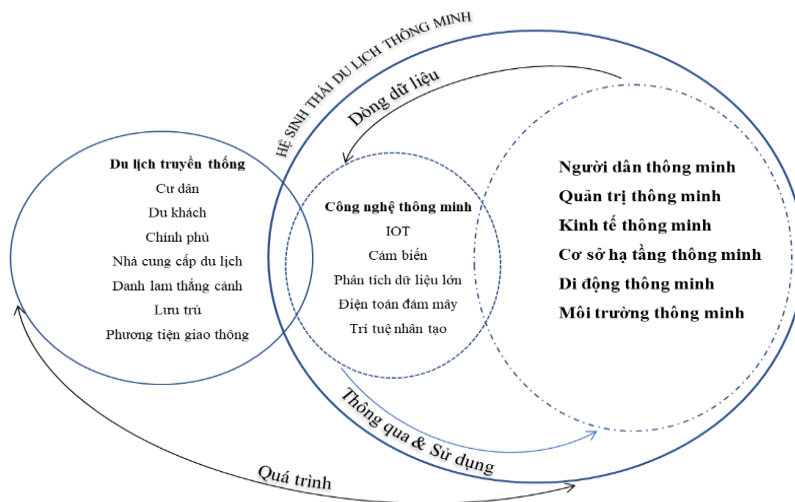 HỆ SINH THÁI DU LỊCH THÔNG MINH
Dòng dữ liệu
Du lịch truyền thống
Cư dân
Du khách
Chính phủ
Nhà cung cấp du lịch
Danh lam thắng cảnh
Lưu trú
Phương tiện giao thông
Công nghệ thông minh
IOT
Cảm biến
Phân tích dữ liệu lớn
Điện toán đám mây
Trí tuệ nhân tạo
Người dân thông minh
Quản trị thông minh
Kinh tế thông minh
Cơ sở hạ tầng thông minh
Di động thông minh
Môi trường thông minh
Thông qua & Sử dụng
Quá trình